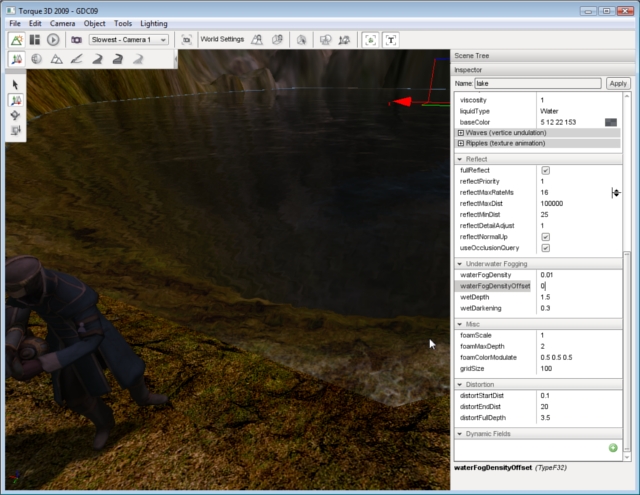 Torque 3D 2009 - GDC09
File Edit Camera Object Tools Lighting
Slowest - Camera 1 World Settings T
Scene Tree
Inspector
Name: lake Apply
viscosity 1
liquidType Water
baseColor 5 12 22 153
Waves (vertice undulation)
Ripples (texture animation)
Reflect
fullReflect
reflectPriority 1
reflectMaxRateMs 16
reflectMaxDist 100000
reflectMinDist 25
reflectDetailAdjust 1
reflectNormalUp
useOcclusionQuery
Underwater Fogging
waterFogDensity 0.01
waterFogDensityOffset 0
wetDepth 1.5
wetDarkening 0.3
Misc
foamScale 1
foamMaxDepth 2
foamColorModulate 0.5 0.5 0.5
gridSize 100
Distortion
distortStartDist 0.1
distortEndDist 20
distortFullDepth 3.5
Dynamic Fields
waterFogDensityOffset (TypeF32)